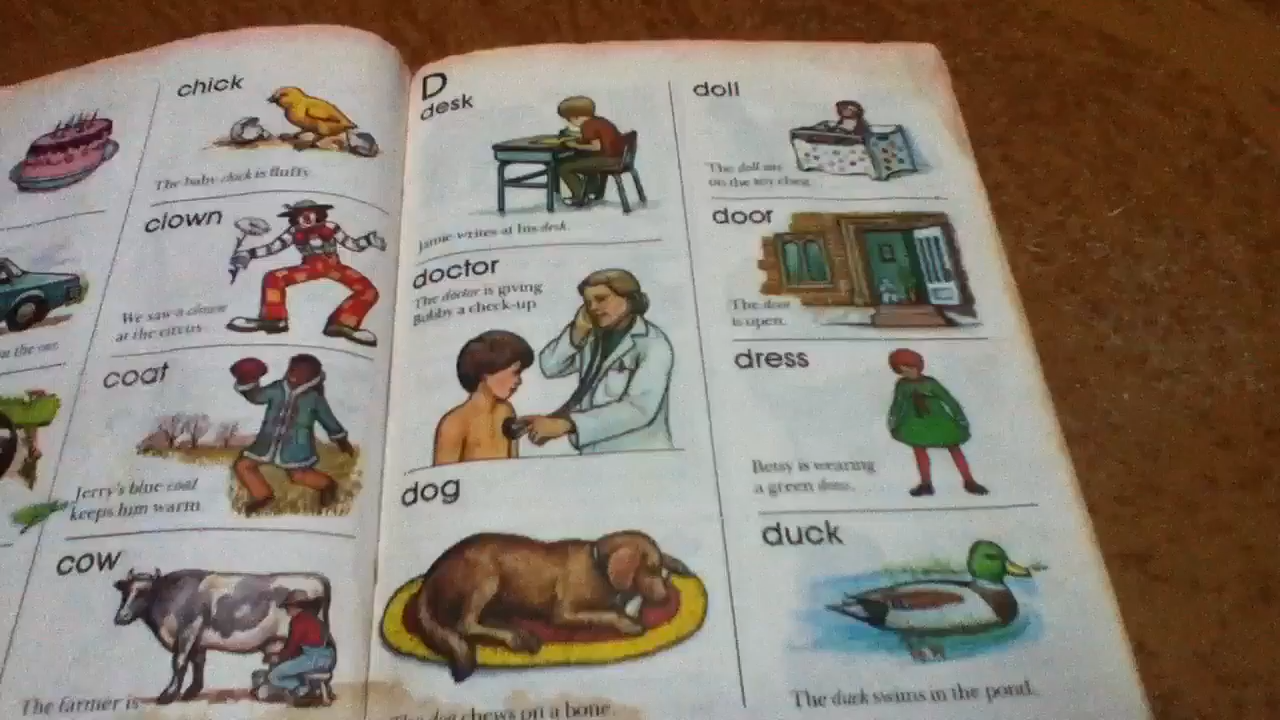 chick
The baby chick is fluffy.
clown
We saw a clown
at the circus.
coat
Jerry's blue coat
keeps him warm.
cow
The farmer is
D
desk
Jamie writes at his desk.
doctor
The doctor is giving
Bobby a check-up
dog
The dog chews on a bone.
doll
The doll
on the toy chest
door
The door
is open.
dress
Betsy is wearing
a green dress.
duck
The duck swims in the pond.